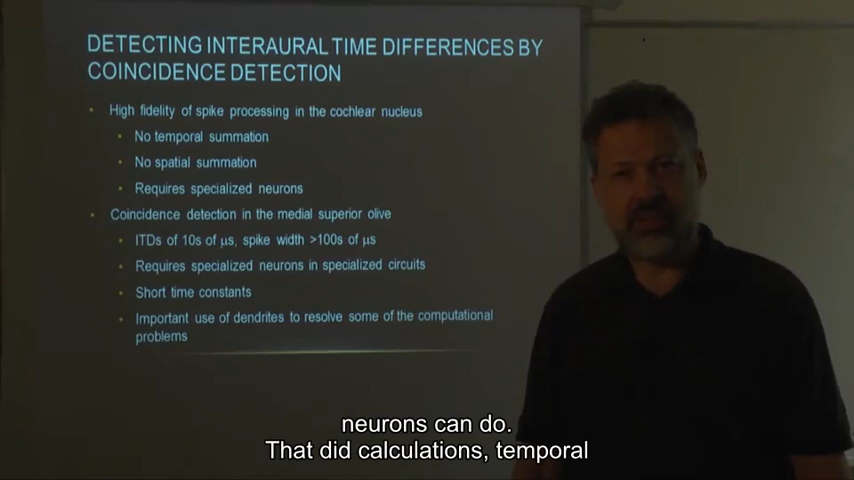 DETECTING INTERAURAL TIME DIFFERENCES BY
COINCIDENCE DETECTION
• High fidelity of spike processing in the cochlear nucleus
• No temporal summation
• No spatial summation
• Requires specialized neurons
• Coincidence detection in the medial superior olive
• ITDs of 10s of μs, spike width >100s of μs
• Requires specialized neurons in specialized circuits
• Short time constants
• Important use of dendrites to resolve some of the computational
problems
neurons can do.
That did calculations, temporal